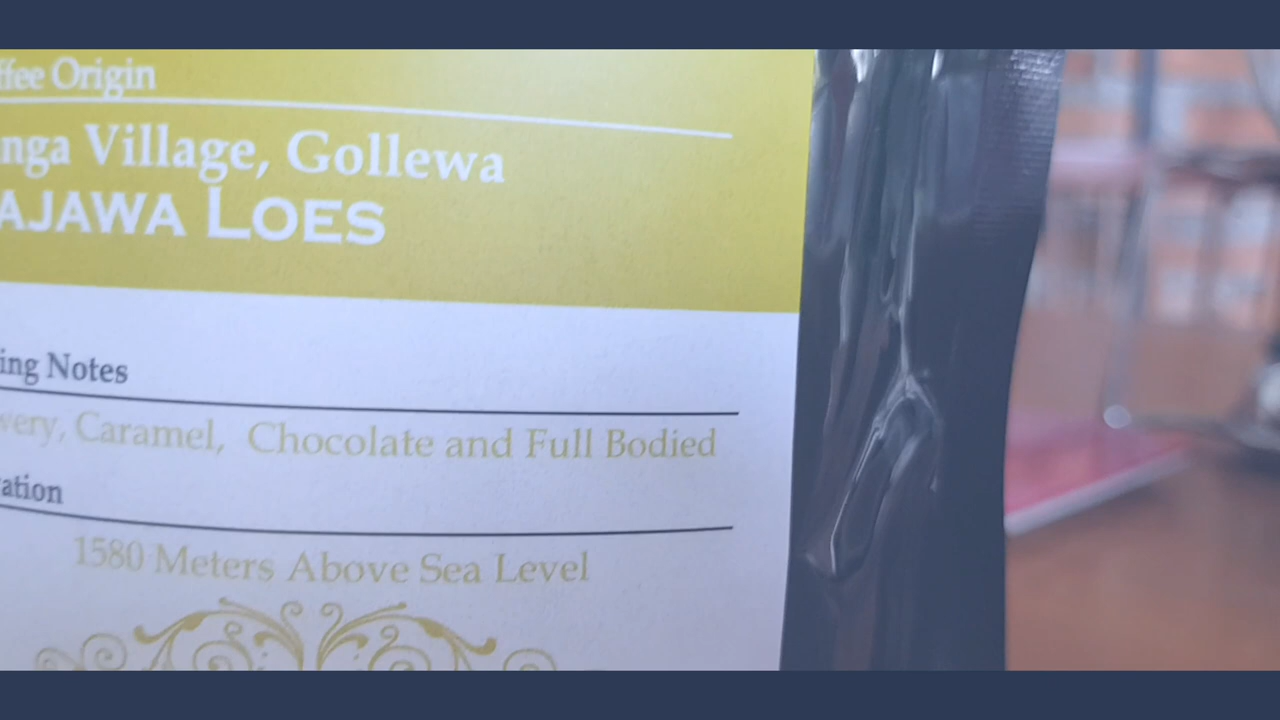 ffee Origin
nga Village, Gollewa
AJAWA LOES
ing Notes
very, Caramel, Chocolate and Full Bodied
ation
1580 Meters Above Sea Level